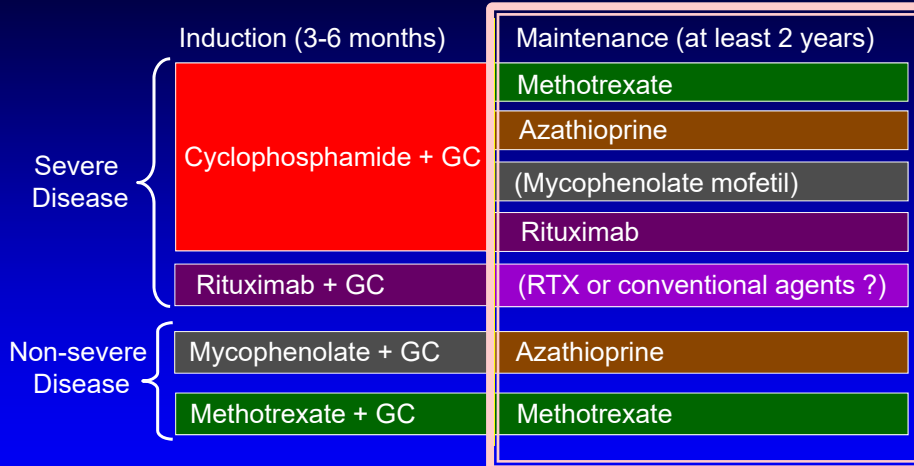 Induction (3-6 months)
Maintenance (at least 2 years)
Severe
Disease
Cyclophosphamide + GC
Methotrexate
Azathioprine
(Mycophenolate mofetil)
Rituximab
Rituximab + GC
(RTX or conventional agents ?)
Non-severe
Disease
Mycophenolate + GC
Azathioprine
Methotrexate + GC
Methotrexate